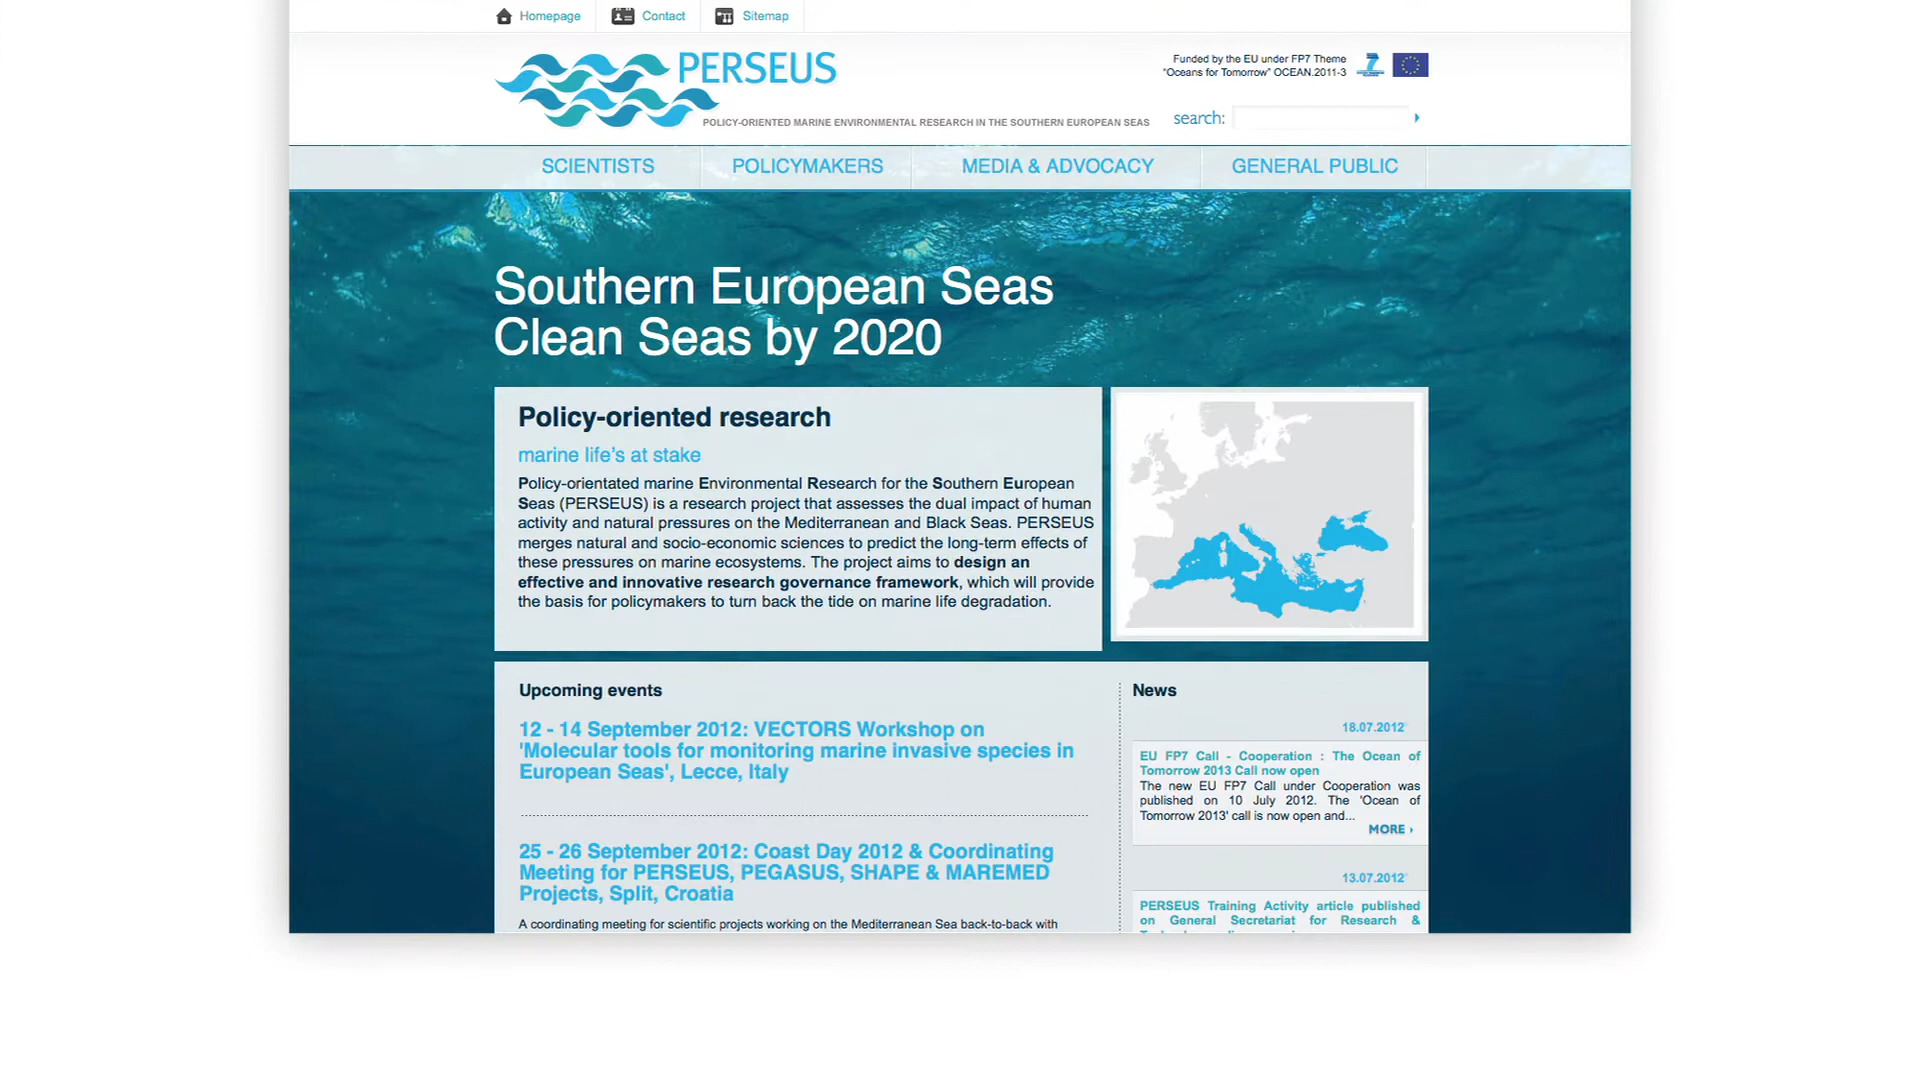 Homepage
Contact
Sitemap
PERSEUS
POLICY-ORIENTED MARINE ENVIRONMENTAL RESEARCH IN THE SOUTHERN EUROPEAN SEAS
Funded by the EU under FP7 Theme
"Oceans for Tomorrow" OCEAN.2011-3
search:
SCIENTISTS
POLICYMAKERS
MEDIA & ADVOCACY
GENERAL PUBLIC
Southern European Seas
Clean Seas by 2020
Policy-oriented research
marine life's at stake
Policy-orientated marine Environmental Research for the Southern European
Seas (PERSEUS) is a research project that assesses the dual impact of human
activity and natural pressures on the Mediterranean and Black Seas. PERSEUS
merges natural and socio-economic sciences to predict the long-term effects of
these pressures on marine ecosystems. The project aims to design an
effective and innovative research governance framework, which will provide
the basis for policymakers to turn back the tide on marine life degradation.
Upcoming events
12 - 14 September 2012: VECTORS Workshop on
'Molecular tools for monitoring marine invasive species in
European Seas', Lecce, Italy
25 - 26 September 2012: Coast Day 2012 & Coordinating
Meeting for PERSEUS, PEGASUS, SHAPE & MAREMED
Projects, Split, Croatia
A coordinating meeting for scientific projects working on the Mediterranean Sea back-to-back with
News
18.07.2012
EU FP7 Call - Cooperation : The Ocean of
Tomorrow 2013 Call now open
The new EU FP7 Call under Cooperation was
published on 10 July 2012. The 'Ocean of
Tomorrow 2013' call is now open and...
MORE ›
13.07.2012
PERSEUS Training Activity article published
on General Secretariat for Research &